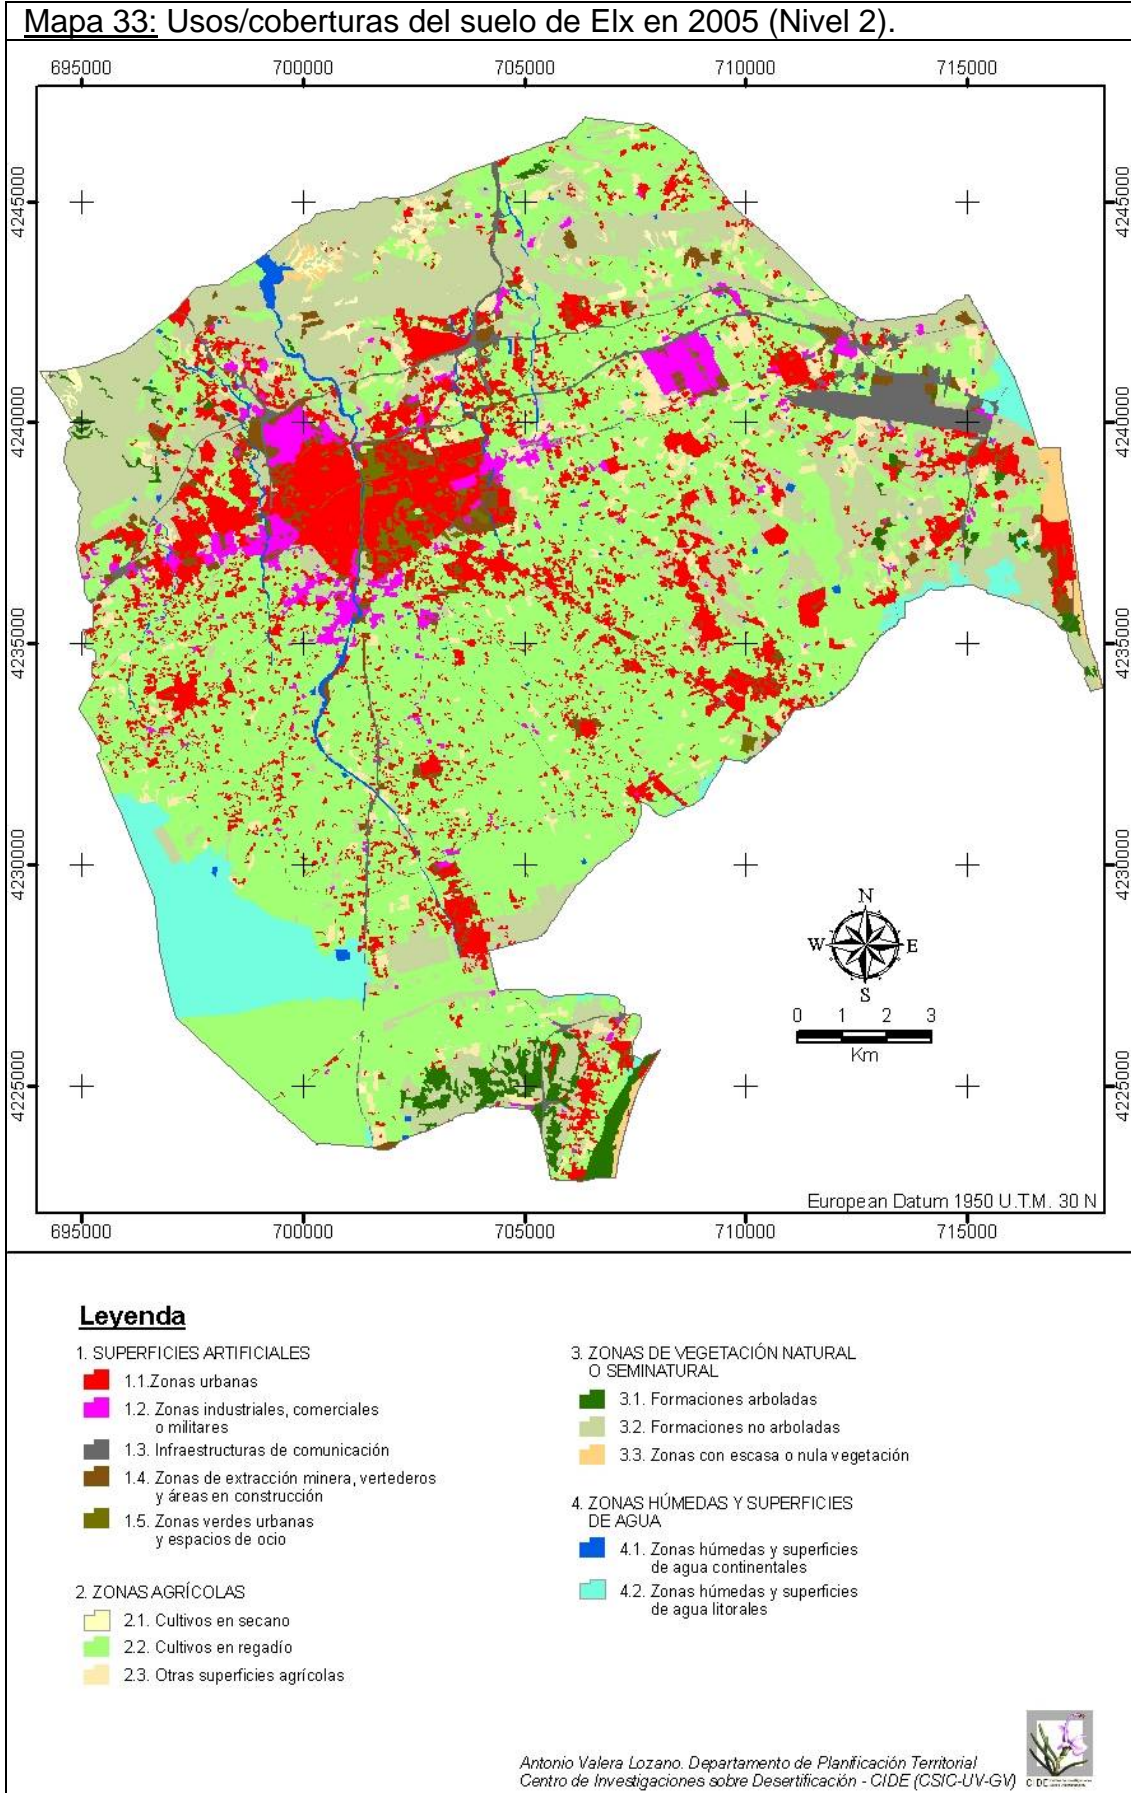 Mapa 33: Usos/coberturas del suelo de Elx en 2005 (Nivel 2).
695000 700000 705000 710000 715000
4245000 4245000
4240000 4240000
4235000 4235000
4230000 4230000
4225000 4225000
N
W E
S
0 1 2 3
Km
European Datum 1950 U.T.M. 30 N
695000 700000 705000 710000 715000
Leyenda
1. SUPERFICIES ARTIFICIALES
1.1.Zonas urbanas
1.2. Zonas industriales, comerciales
o militares
1.3. Infraestructuras de comunicación
1.4. Zonas de extracción minera, vertederos
y áreas en construcción
1.5. Zonas verdes urbanas
y espacios de ocio
2. ZONAS AGRÍCOLAS
2.1. Cultivos en secano
2.2. Cultivos en regadío
2.3. Otras superficies agrícolas
3. ZONAS DE VEGETACIÓN NATURAL
O SEMINATURAL
3.1. Formaciones arboladas
3.2. Formaciones no arboladas
3.3. Zonas con escasa o nula vegetación
4. ZONAS HÚMEDAS Y SUPERFICIES
DE AGUA
4.1. Zonas húmedas y superficies
de agua continentales
4.2. Zonas húmedas y superficies
de agua litorales
Antonio Valera Lozano. Departamento de Planificación Territorial
Centro de Investigaciones sobre Desertificación - CIDE (CSIC-UV-GV)
CIDE